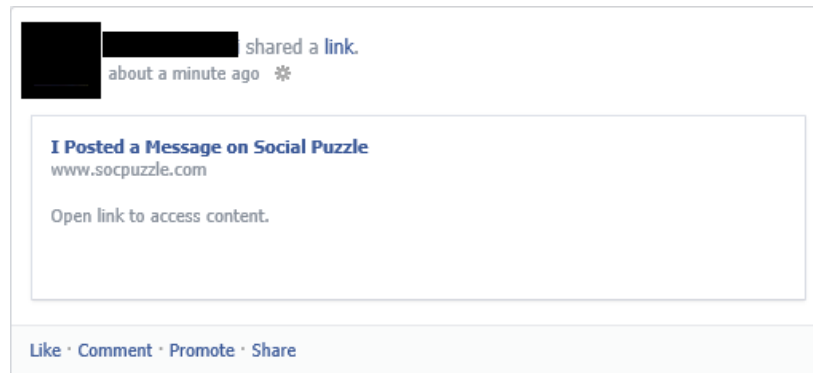 shared a link.
about a minute ago
I Posted a Message on Social Puzzle
www.socpuzzle.com
Open link to access content.
Like · Comment · Promote · Share